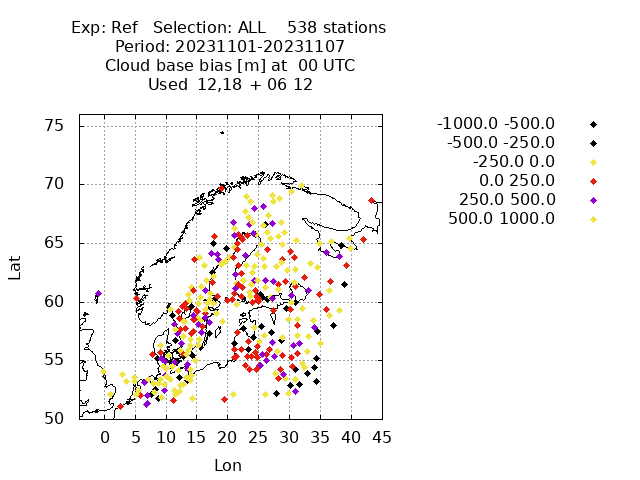 Exp: Ref Selection: ALL 538 stations
Period: 20231101-20231107
Cloud base bias [m] at 00 UTC
Used 12,18 + 06 12
-1000.0 -500.0
-500.0 -250.0
-250.0 0.0
0.0 250.0
250.0 500.0
500.0 1000.0
75
70
65
60
55
50
Lat
0 5 10 15 20 25 30 35 40 45
Lon